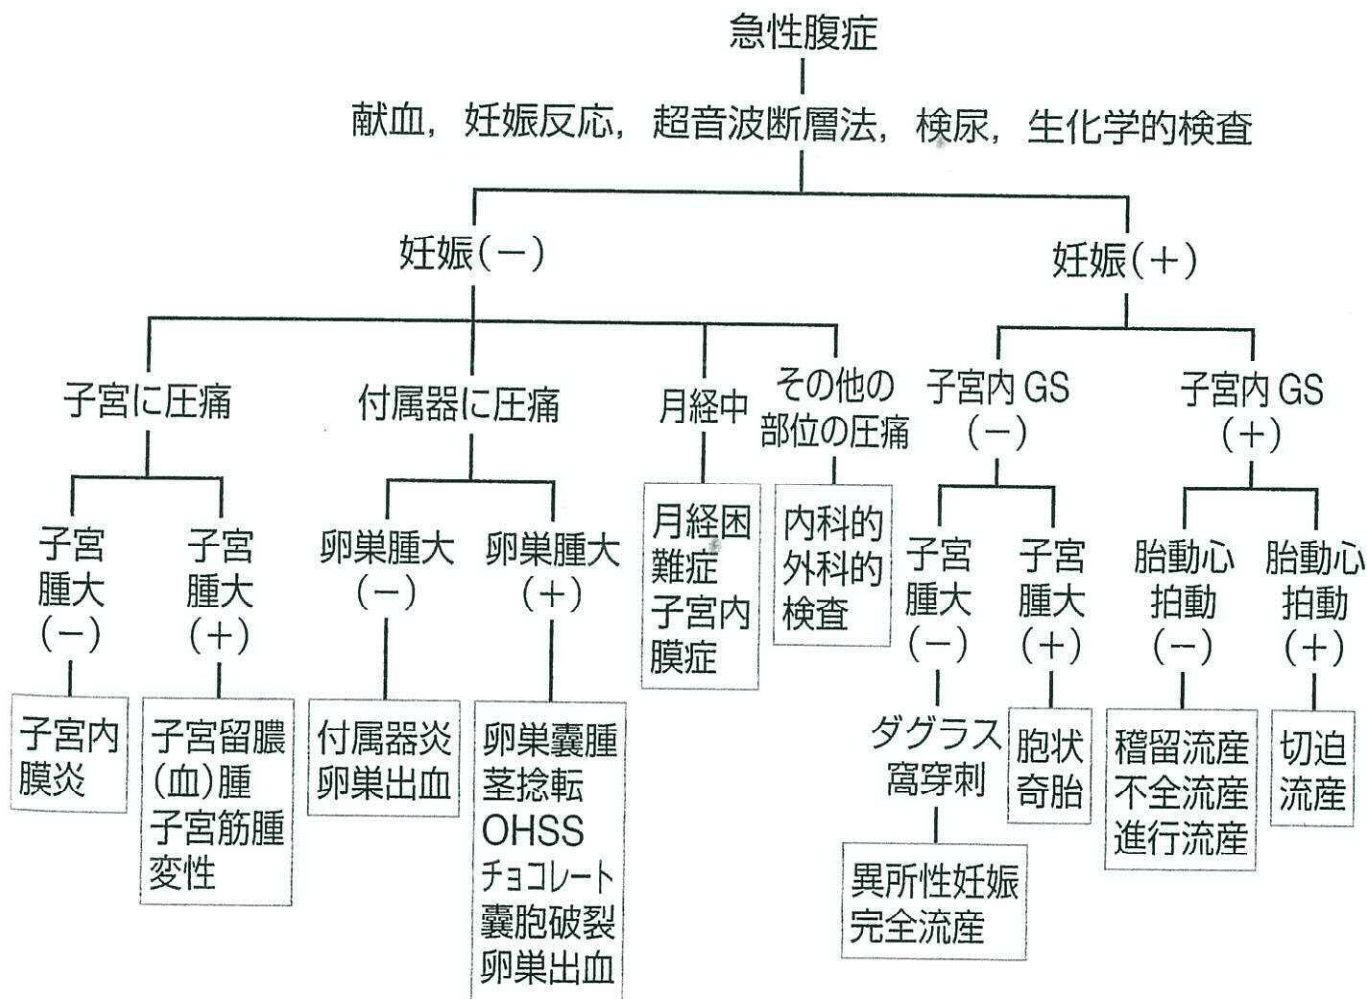 急性腹症
献血，妊娠反応，超音波断層法，検尿，生化学的検査
妊娠(－)
妊娠(＋)
子宮に圧痛
付属器に圧痛
月経中
その他の
部位の圧痛
子宮内 GS
(－)
子宮内 GS
(＋)
子宮
腫大
(－)
子宮
腫大
(＋)
卵巣腫大
(－)
卵巣腫大
(＋)
月経困
難症
子宮内
膜症
内科的
外科的
検査
子宮
腫大
(－)
子宮
腫大
(＋)
胎動心
拍動
(－)
胎動心
拍動
(＋)
子宮内
膜炎
子宮留膿
(血)腫
子宮筋腫
変性
付属器炎
卵巣出血
卵巣嚢腫
茎捻転
OHSS
チョコレート
嚢胞破裂
卵巣出血
ダグラス
窩穿刺
異所性妊娠
完全流産
胞状
奇胎
稽留流産
不全流産
進行流産
切迫
流産